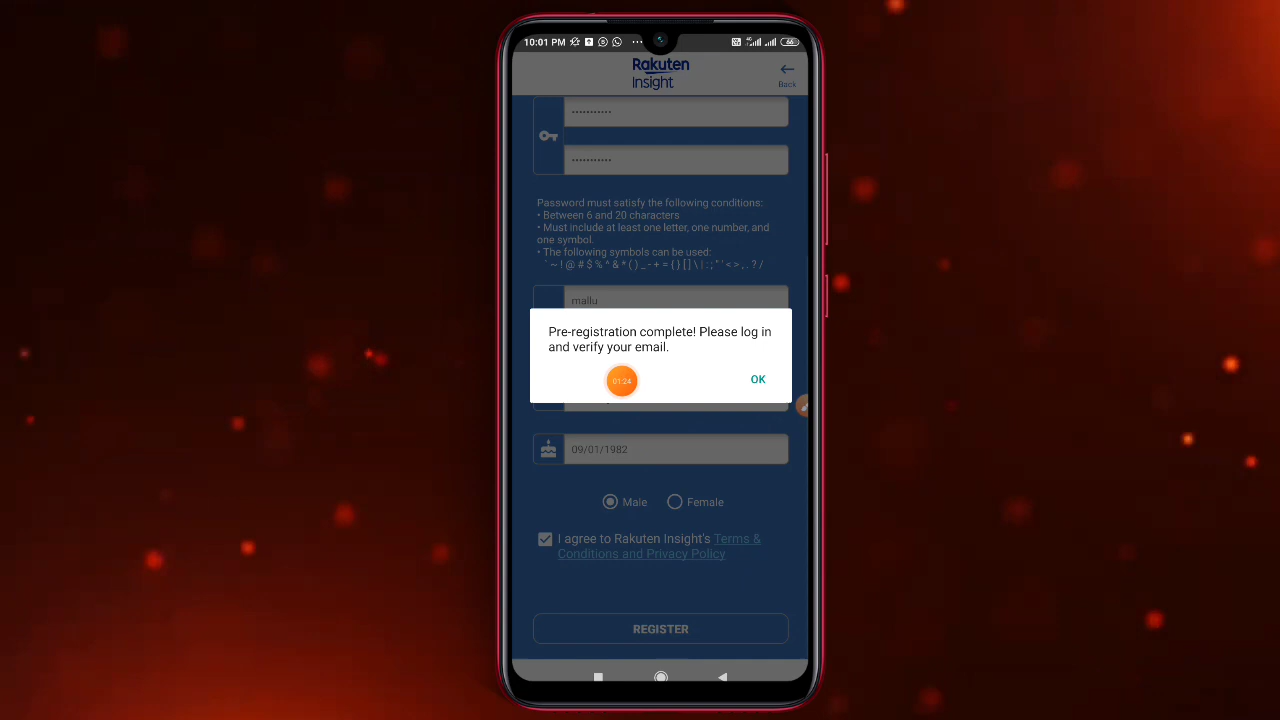 10:01 PM
66
Rakuten
Insight
Back
•••••••••••
•••••••••••
Password must satisfy the following conditions:
• Between 6 and 20 characters
• Must include at least one letter, one number, and
one symbol.
• The following symbols can be used:
` ~ ! @ # $ % ^ & * ( ) _ - + = { } [ ] \ | : ; " ' < > , . ? /
mallu
Pre-registration complete! Please log in
and verify your email.
01:24
OK
09/01/1982
Male
Female
I agree to Rakuten Insight's Terms &
Conditions and Privacy Policy
REGISTER